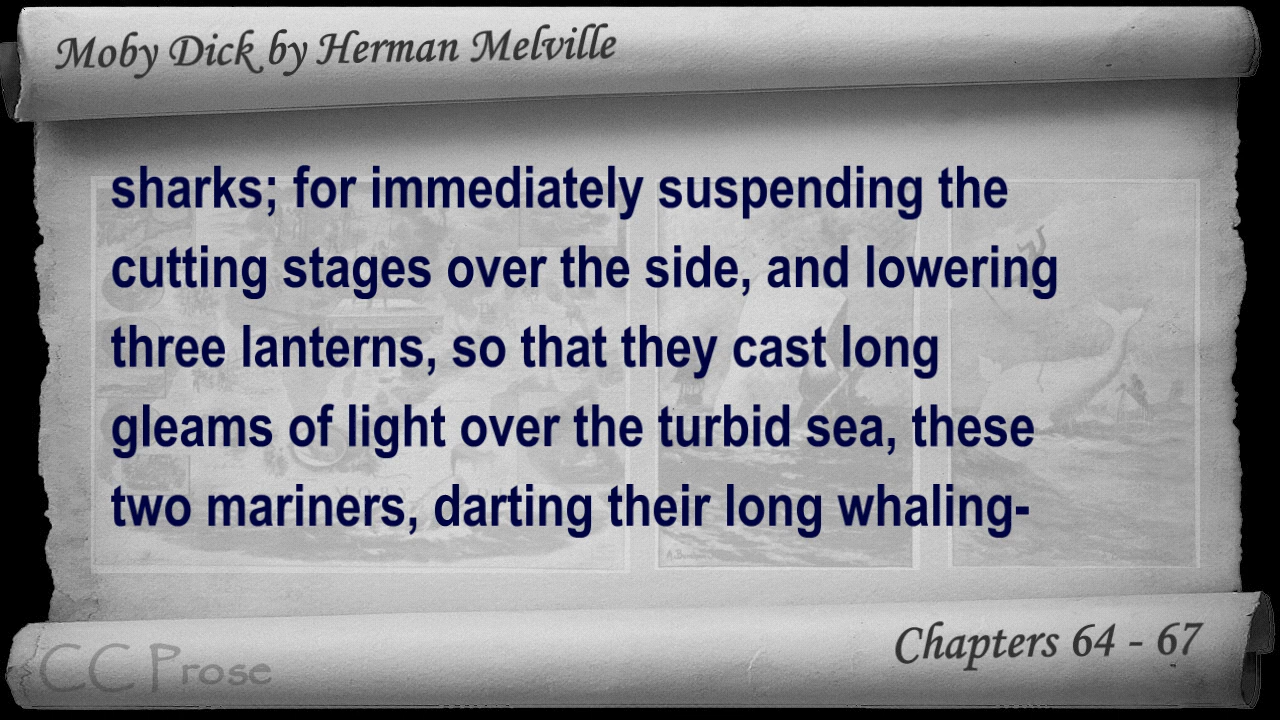 Moby Dick by Herman Melville
sharks; for immediately suspending the
cutting stages over the side, and lowering
three lanterns, so that they cast long
gleams of light over the turbid sea, these
two mariners, darting their long whaling-
Chapters 64 - 67
CC Prose